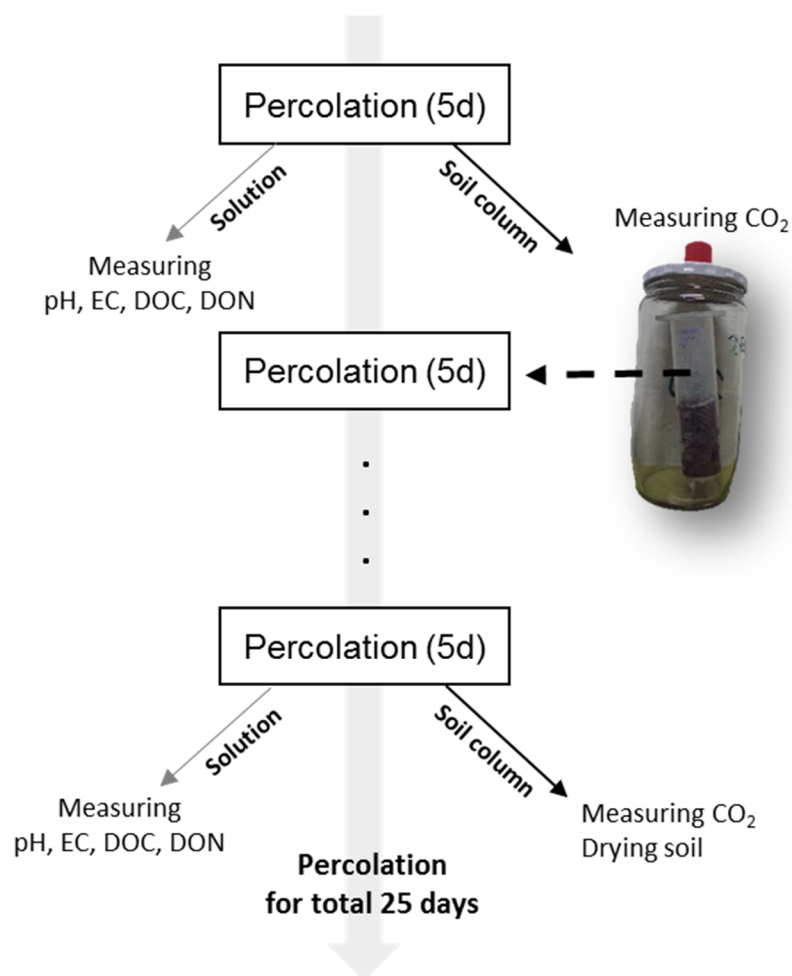 Percolation (5d)
Solution
Soil column
Measuring
pH, EC, DOC, DON
Measuring CO₂
Percolation (5d)
.
.
.
Percolation (5d)
Solution
Soil column
Measuring
pH, EC, DOC, DON
Measuring CO₂
Drying soil
Percolation
for total 25 days